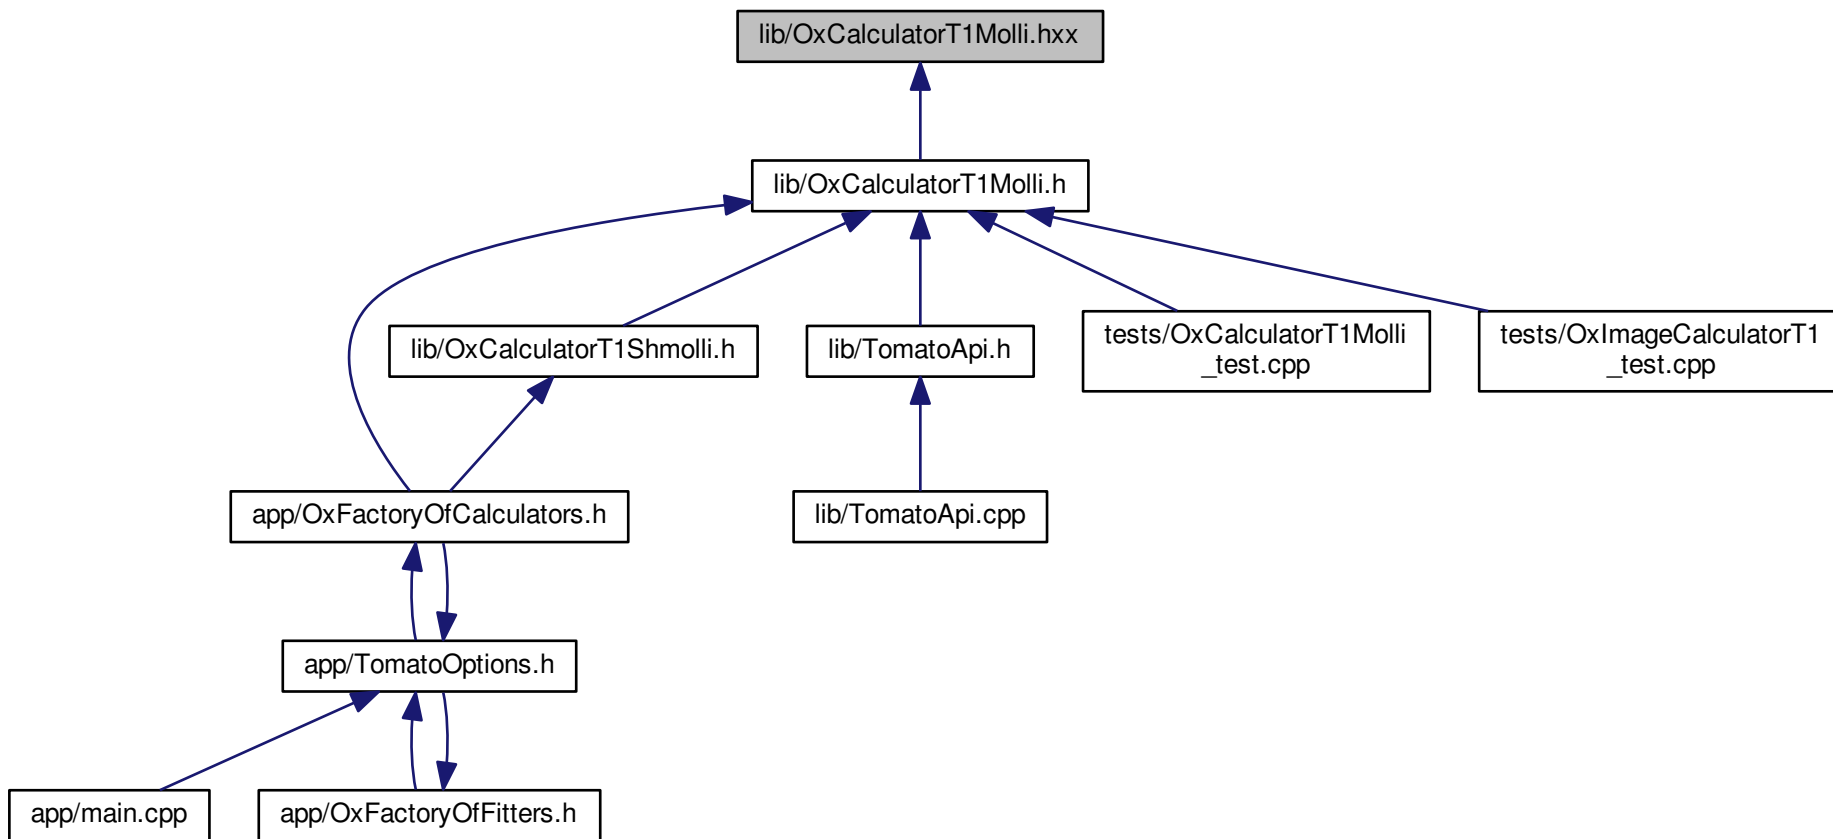 lib/OxCalculatorT1Molli.hxx
lib/OxCalculatorT1Molli.h
lib/OxCalculatorT1Shmolli.h
lib/TomatoApi.h
tests/OxCalculatorT1Molli
_test.cpp
tests/OxImageCalculatorT1
_test.cpp
app/OxFactoryOfCalculators.h
lib/TomatoApi.cpp
app/TomatoOptions.h
app/main.cpp
app/OxFactoryOfFitters.h